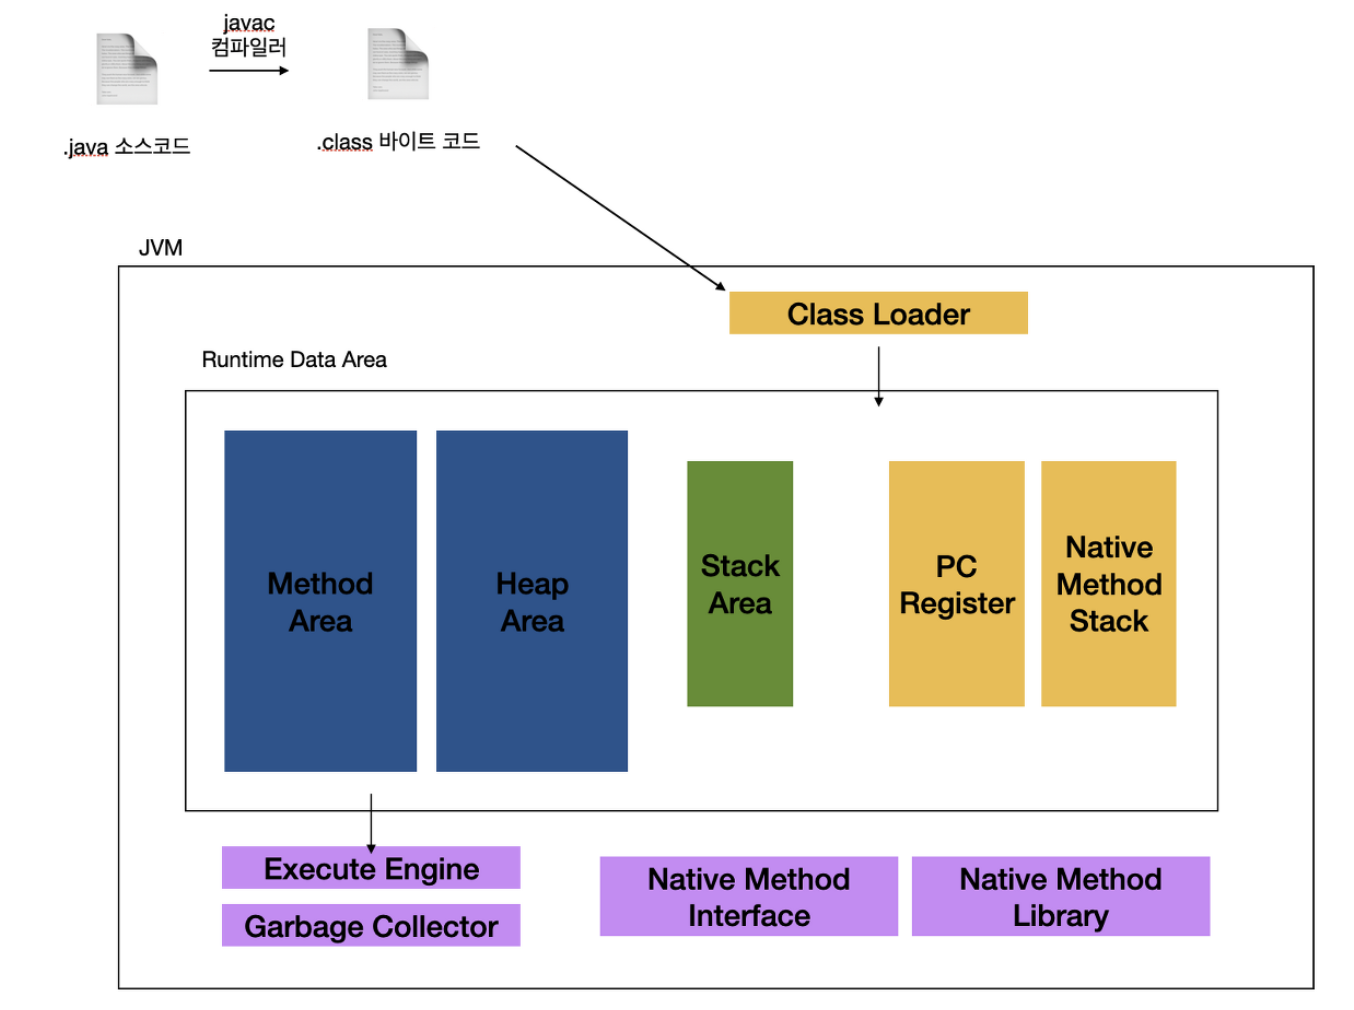 javac
컴파일러
.java 소스코드
.class 바이트 코드
JVM
Class Loader
Runtime Data Area
Method
Area
Heap
Area
Stack
Area
PC
Register
Native
Method
Stack
Execute Engine
Garbage Collector
Native Method
Interface
Native Method
Library